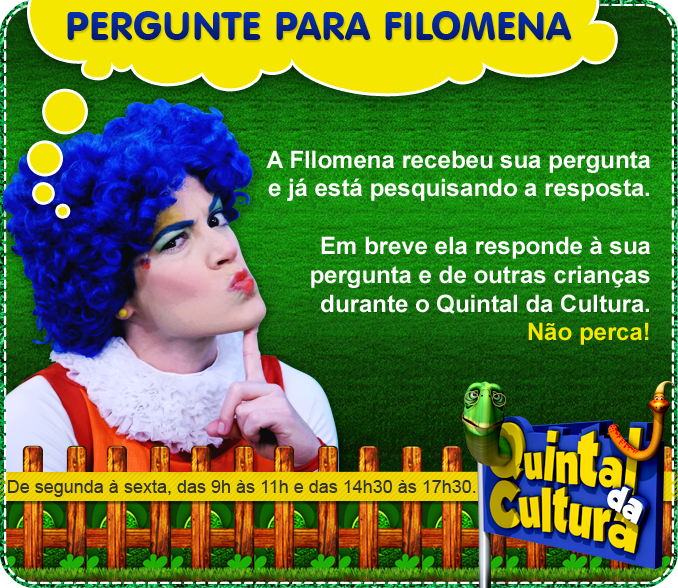 PERGUNTE PARA FILOMENA
A FIlomena recebeu sua pergunta
e já está pesquisando a resposta.
Em breve ela responde à sua
pergunta e de outras crianças
durante o Quintal da Cultura.
Não perca!
De segunda à sexta, das 9h às 11h e das 14h30 às 17h30.
Quintal
da
Cultura